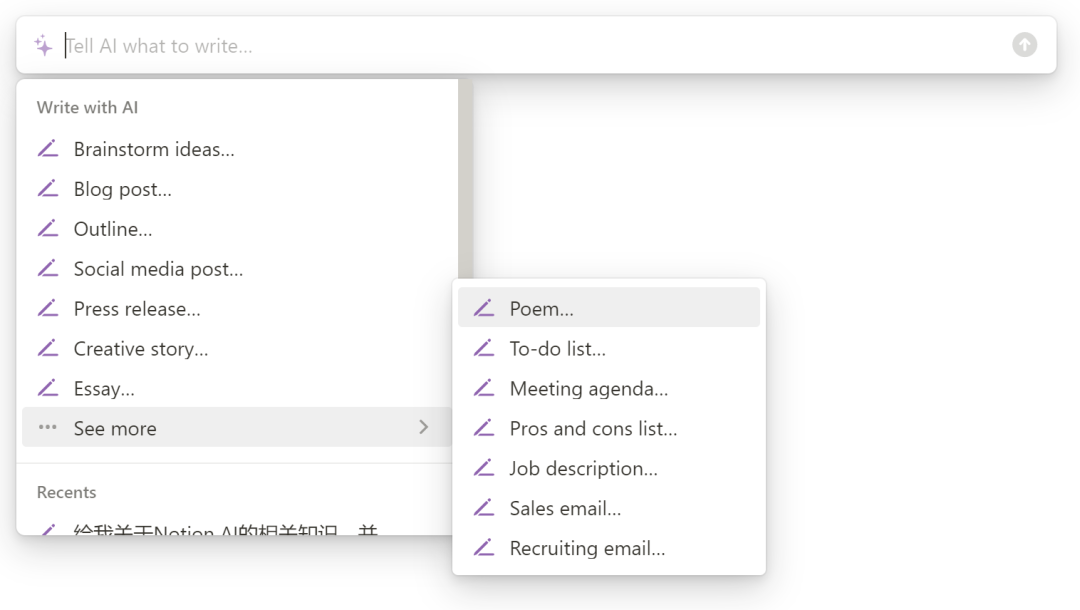 Tell AI what to write...
Write with AI
Brainstorm ideas...
Blog post...
Outline...
Social media post...
Press release...
Creative story...
Essay...
See more
Poem...
To-do list...
Meeting agenda...
Pros and cons list...
Job description...
Sales email...
Recruiting email...
Recents
给我关于Notion AI的相关知识，并